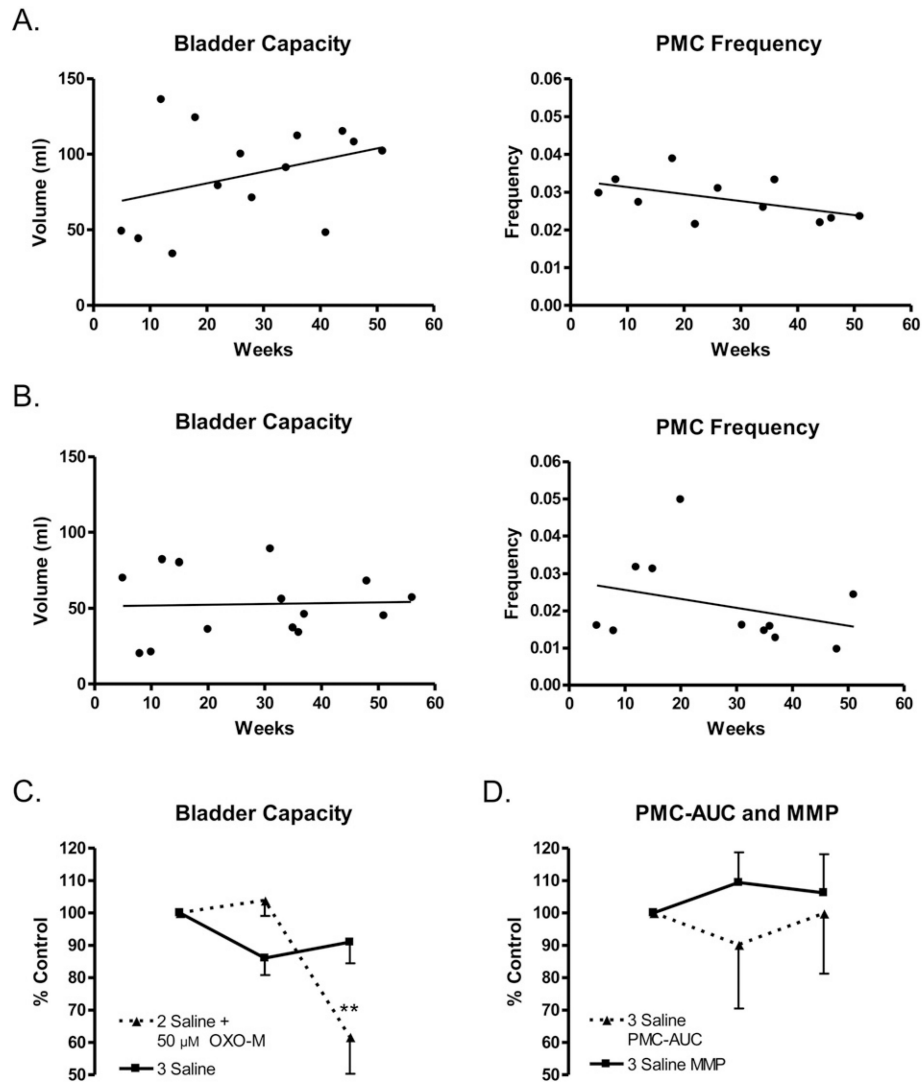 A.
Bladder Capacity
PMC Frequency
Volume (ml)
150
100
50
0
0 10 20 30 40 50 60
Weeks
Frequency
0.06
0.05
0.04
0.03
0.02
0.01
0.00
0 10 20 30 40 50 60
Weeks
B.
Bladder Capacity
PMC Frequency
Volume (ml)
150
100
50
0
0 10 20 30 40 50 60
Weeks
Frequency
0.06
0.05
0.04
0.03
0.02
0.01
0.00
0 10 20 30 40 50 60
Weeks
C.
Bladder Capacity
% Control
120
110
100
90
80
70
60
50
**
2 Saline +
50 µM OXO-M
3 Saline
D.
PMC-AUC and MMP
% Control
120
110
100
90
80
70
60
50
3 Saline
PMC-AUC
3 Saline MMP